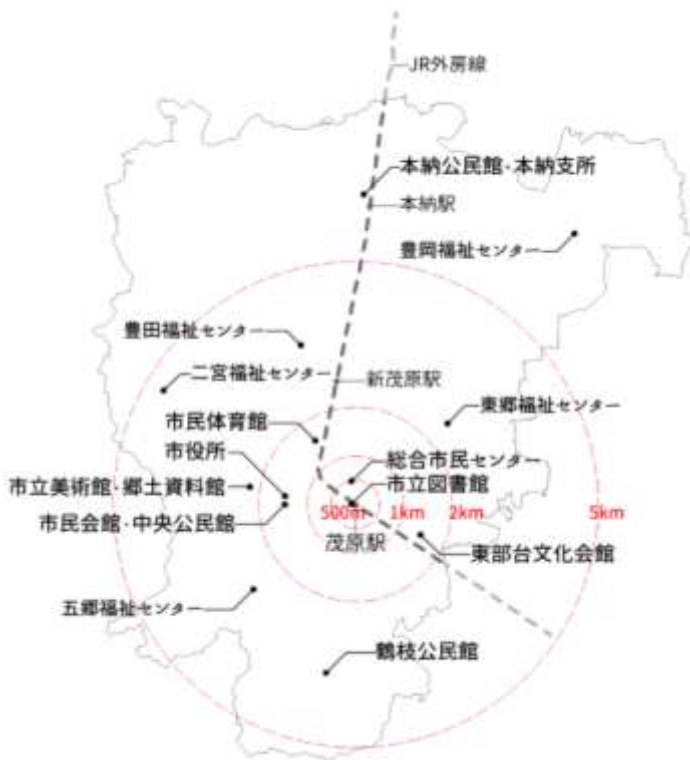 JR外房線
本納公民館・本納支所
本納駅
豊岡福祉センター
豊田福祉センター
二宮福祉センター
新茂原駅
東郷福祉センター
市民体育館
市役所
総合市民センター
市立美術館・郷土資料館
市立図書館
市民会館・中央公民館
500m
1km
2km
5km
茂原駅
東部台文化会館
五郷福祉センター
鶴枝公民館